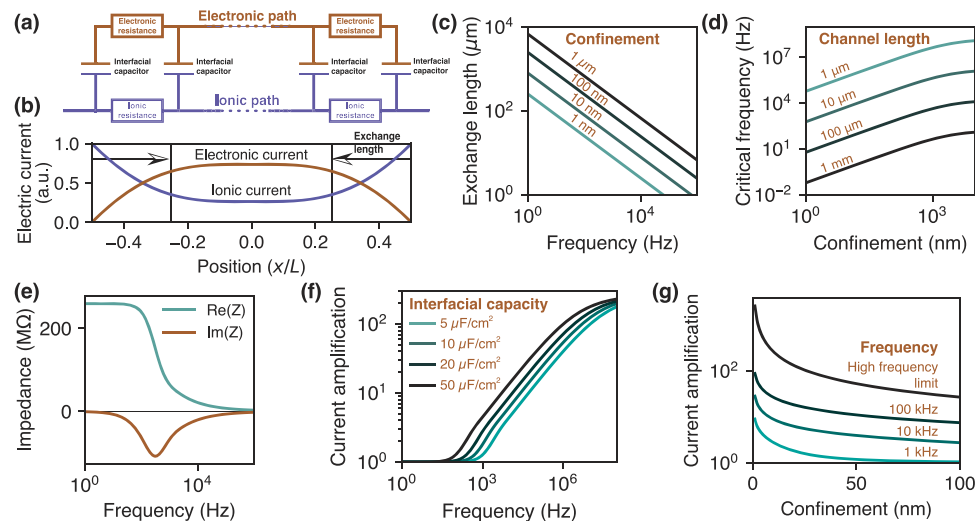 (a)
Electronic path
Electronic
resistance
Electronic
resistance
Interfacial
capacitor
Interfacial
capacitor
Interfacial
capacitor
Interfacial
capacitor
Ionic
resistance
Ionic path
Ionic
resistance
(b)
Electric current
(a.u.)
1.0
0.5
0.0
Exchange
length
Electronic current
Ionic current
−0.4
−0.2
0.0
0.2
0.4
Position (x/L)
(c)
Exchange length (μm)
10⁴
10²
10⁰
Confinement
1 μm
100 nm
10 nm
1 nm
10⁰
10⁴
Frequency (Hz)
(d)
Critical frequency (Hz)
10⁷
10⁴
10¹
10⁻²
Channel length
1 μm
10 μm
100 μm
1 mm
10⁰
10³
Confinement (nm)
(e)
Impedance (MΩ)
200
0
Re(Z)
Im(Z)
10⁰
10⁴
Frequency (Hz)
(f)
Current amplification
10²
10¹
10⁰
Interfacial capacity
5 μF/cm²
10 μF/cm²
20 μF/cm²
50 μF/cm²
10⁰
10³
10⁶
Frequency (Hz)
(g)
Current amplification
10²
10⁰
Frequency
High frequency
limit
100 kHz
10 kHz
1 kHz
0
50
100
Confinement (nm)